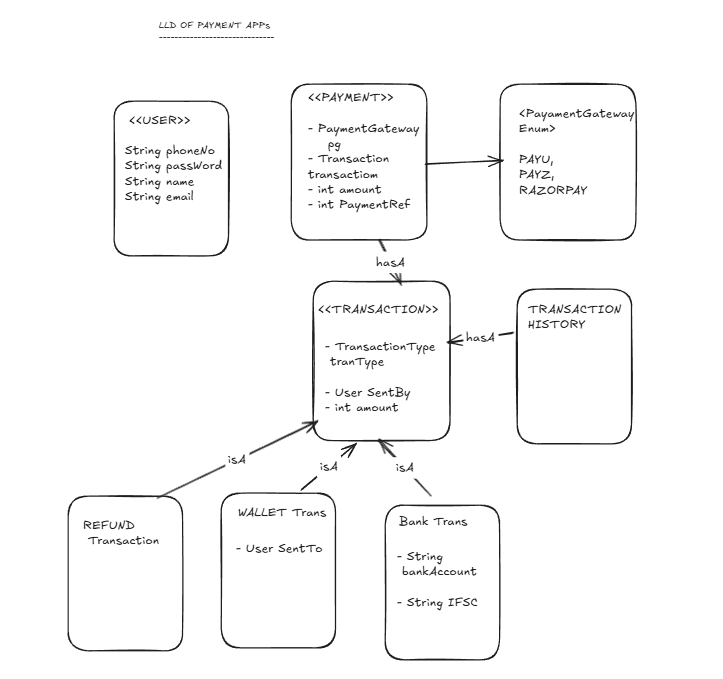 LLD OF PAYMENT APPs
<<USER>>
String phoneNo
String passWord
String name
String email
<<PAYMENT>>
- PaymentGateway
pg
- Transaction
transactiom
- int amount
- int PaymentRef
<PayamentGateway
Enum>
PAYU,
PAYZ,
RAZORPAY
hasA
<<TRANSACTION>>
- TransactionType
tranType
- User SentBy
- int amount
hasA
TRANSACTION
HISTORY
isA
isA
isA
REFUND
Transaction
WALLET Trans
- User SentTo
Bank Trans
- String
bankAccount
- String IFSC